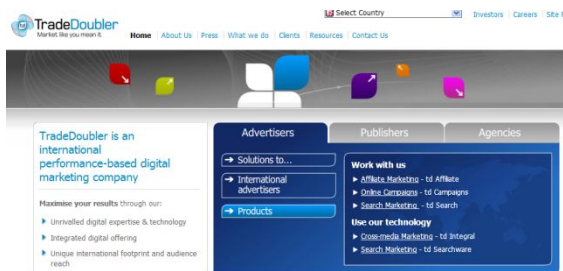 Select Country
Investors | Careers | Site
TradeDoubler
Market like you mean it.
Home | About Us | Press | What we do | Clients | Resources | Contact Us
TradeDoubler is an
international
performance-based digital
marketing company
Maximise your results through our:
Unrivalled digital expertise & technology
Integrated digital offering
Unique international footprint and audience
reach
Advertisers
Publishers
Agencies
Solutions to...
International
advertisers
Products
Work with us
Affiliate Marketing - td Affiliate
Online Campaigns - td Campaigns
Search Marketing - td Search
Use our technology
Cross-media Marketing - td Integral
Search Marketing - td Searchware